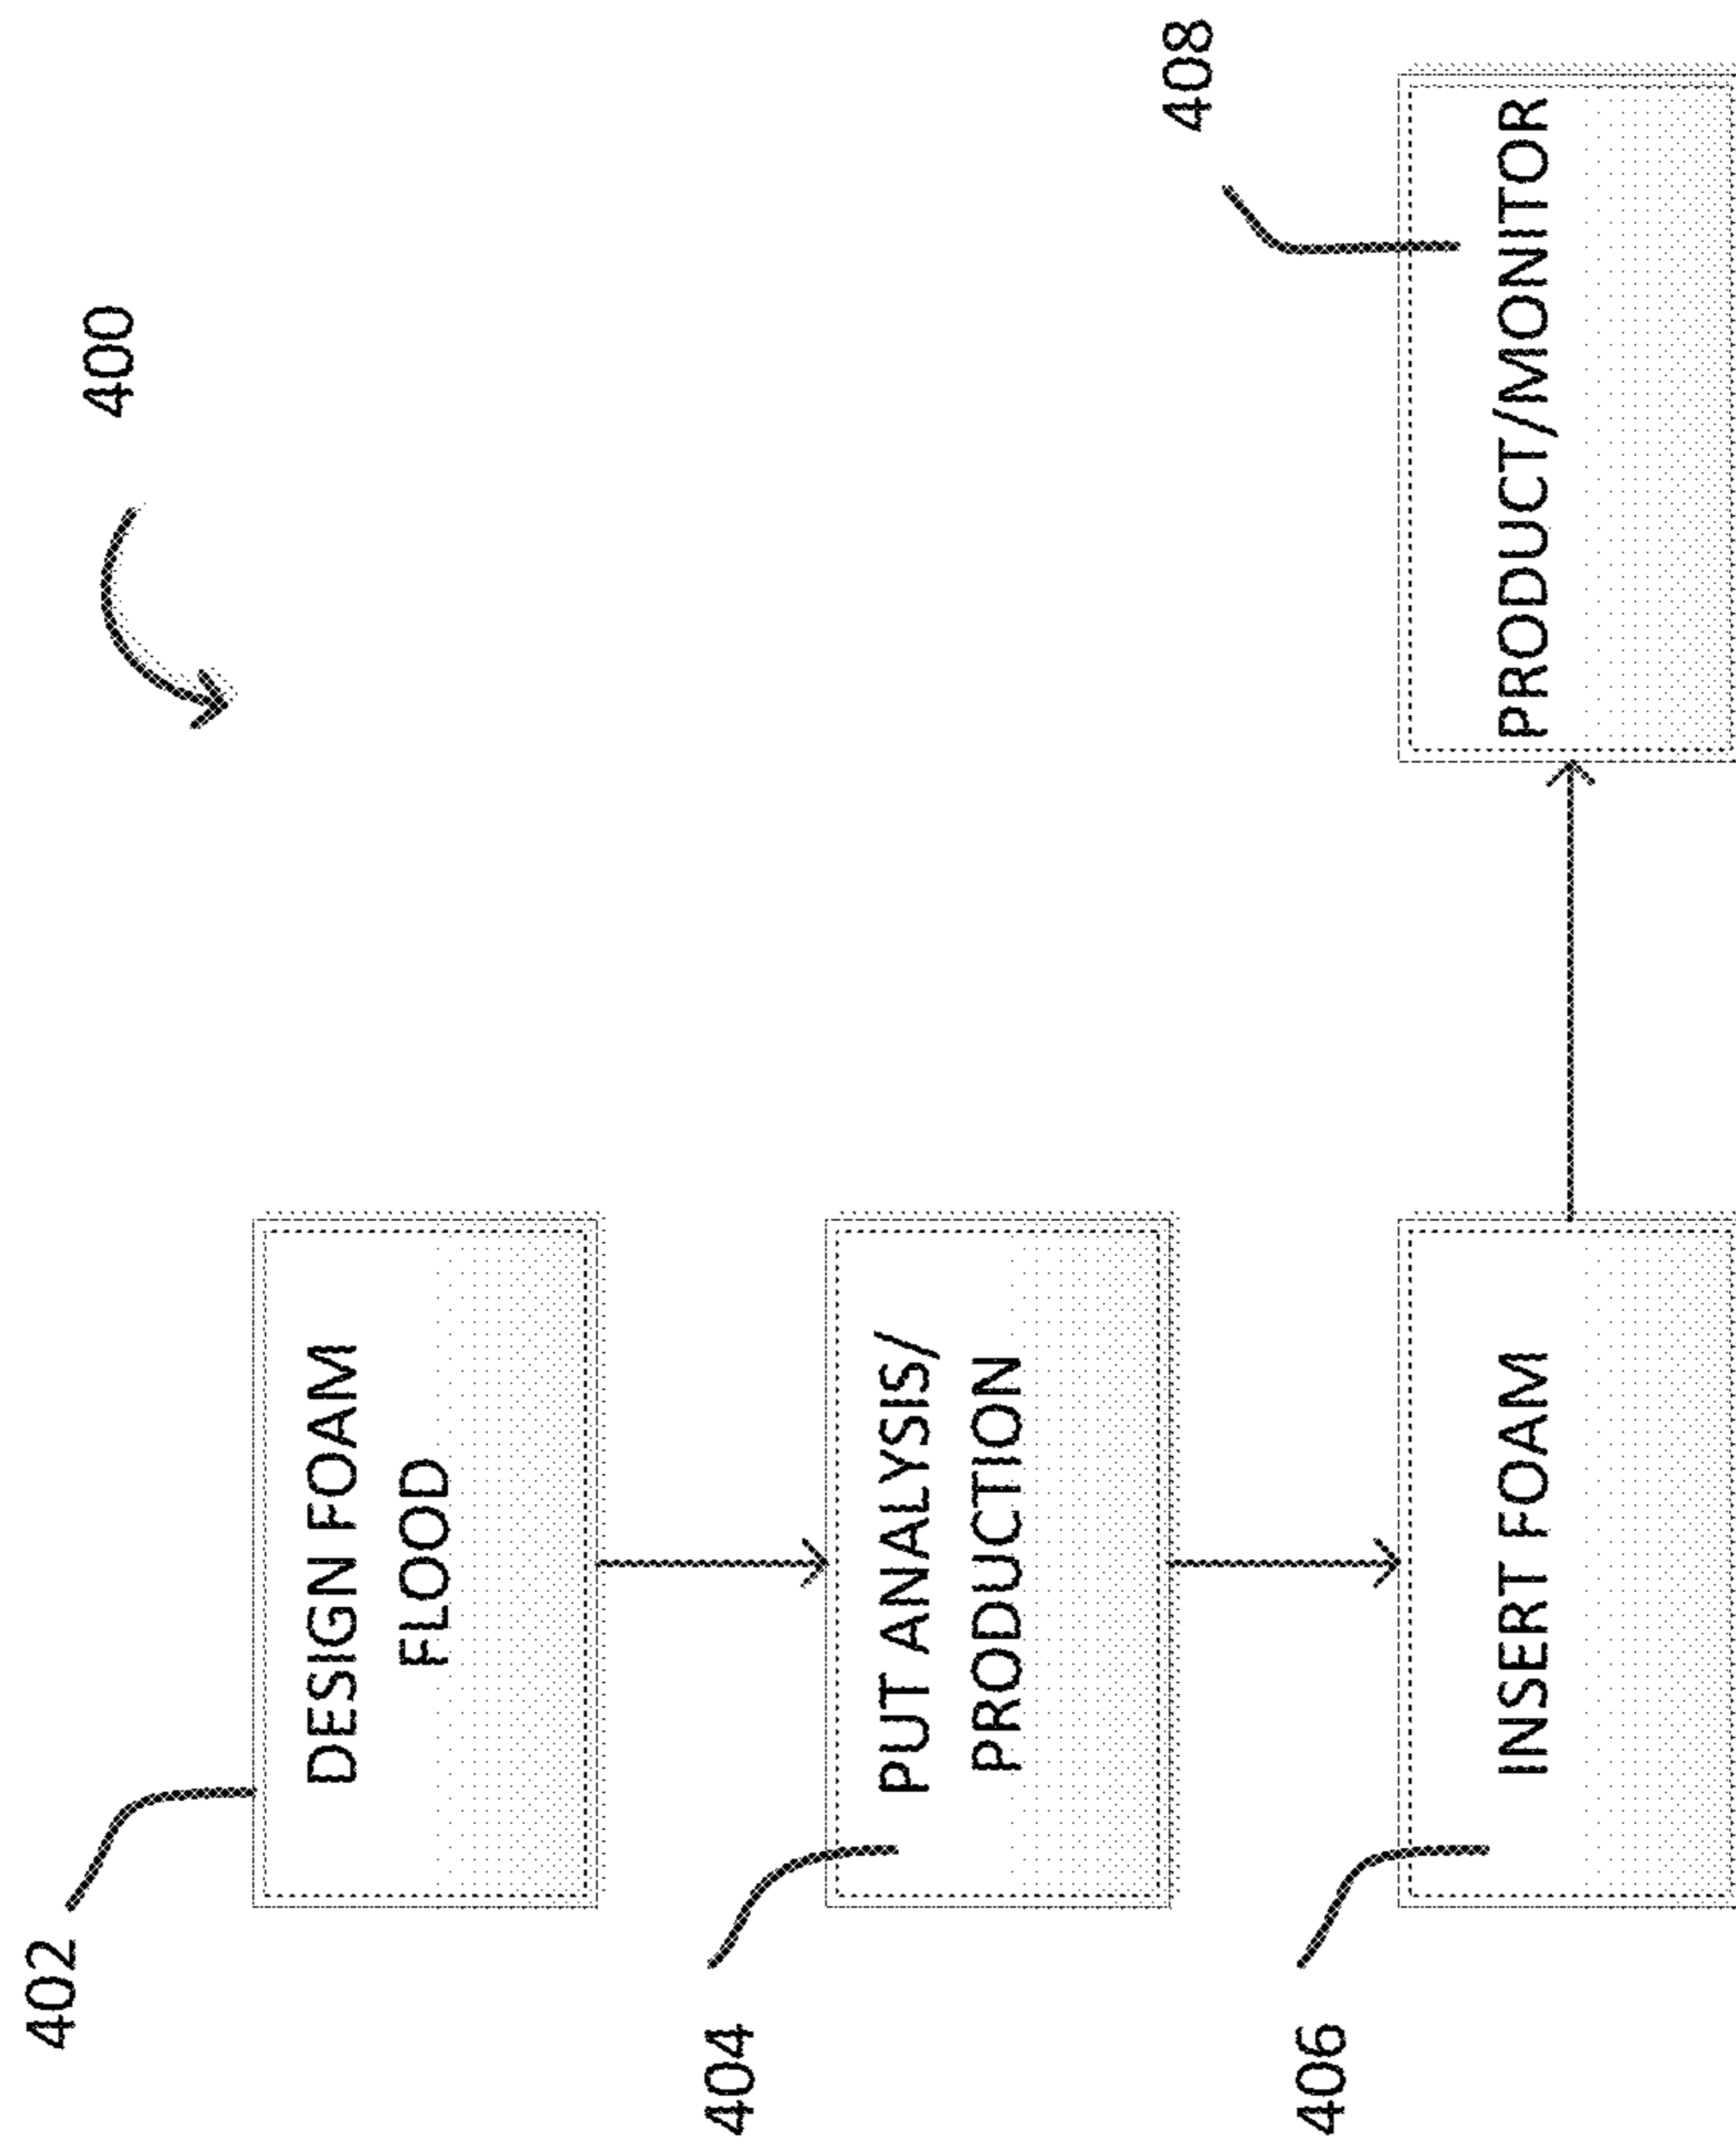 402
400
DESIGN FOAM
FLOOD
404
PUT ANALYSIS/
PRODUCTION
408
406
INSERT FOAM
PRODUCT/MONITOR